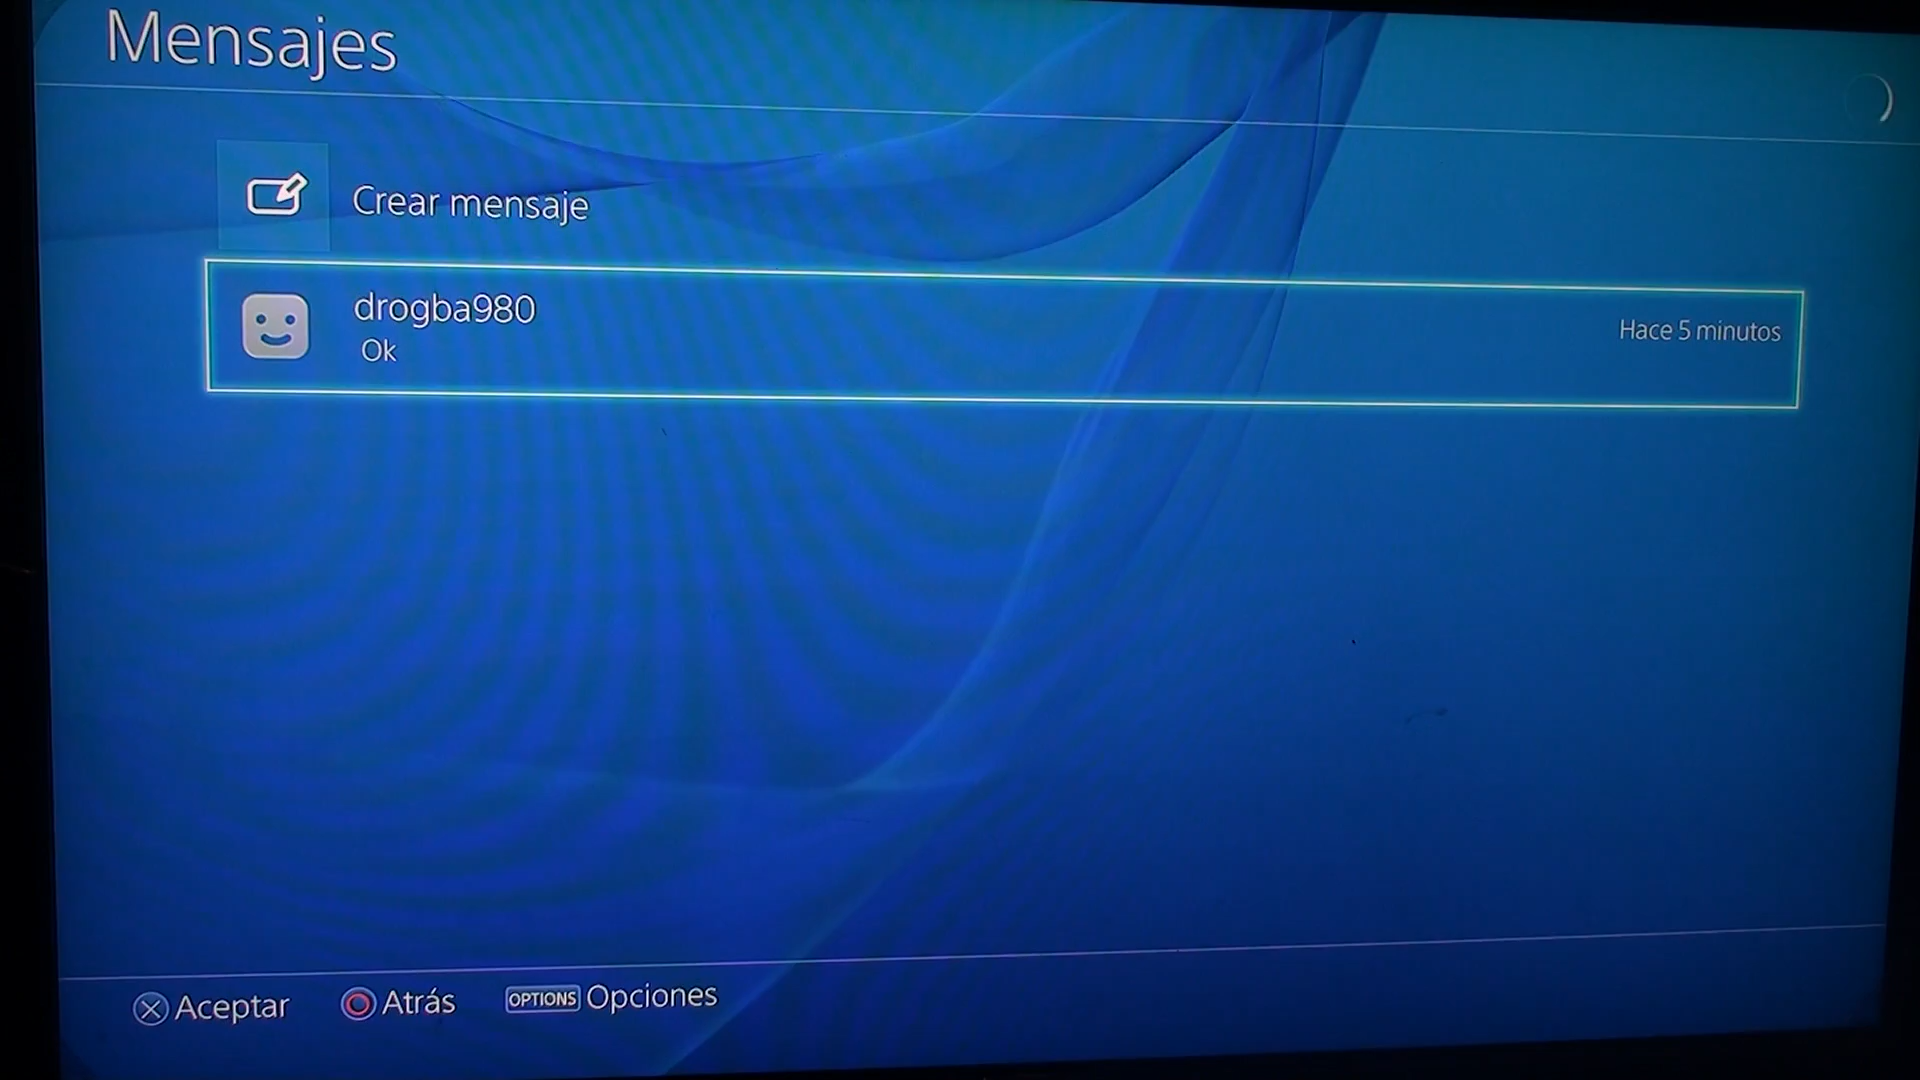 Mensajes
Crear mensaje
drogba980
Ok
Hace 5 minutos
Aceptar
Atrás
OPTIONS Opciones